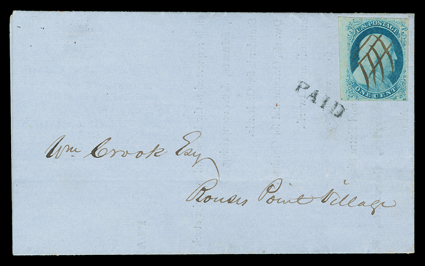 U.S. POSTAGE
ONE CENT
PAID
Wm Crook Esq
Rouses Point Village